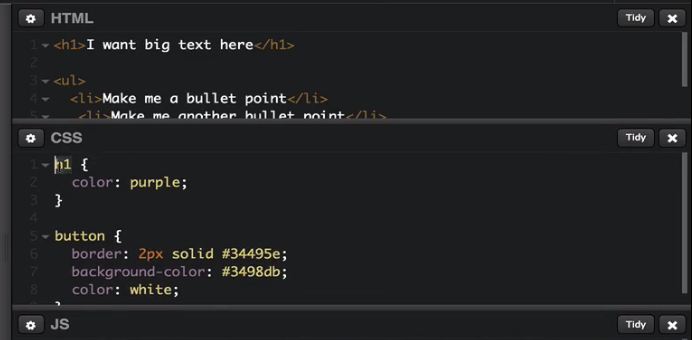 HTML Tidy
1 <h1>I want big text here</h1>
2
3 <ul>
4 <li>Make me a bullet point</li>
5 <li>Make me another bullet point</li>
CSS Tidy
1 h1 {
2 color: purple;
3 }
4
5 button {
6 border: 2px solid #34495e;
7 background-color: #3498db;
8 color: white;
9 }
JS Tidy